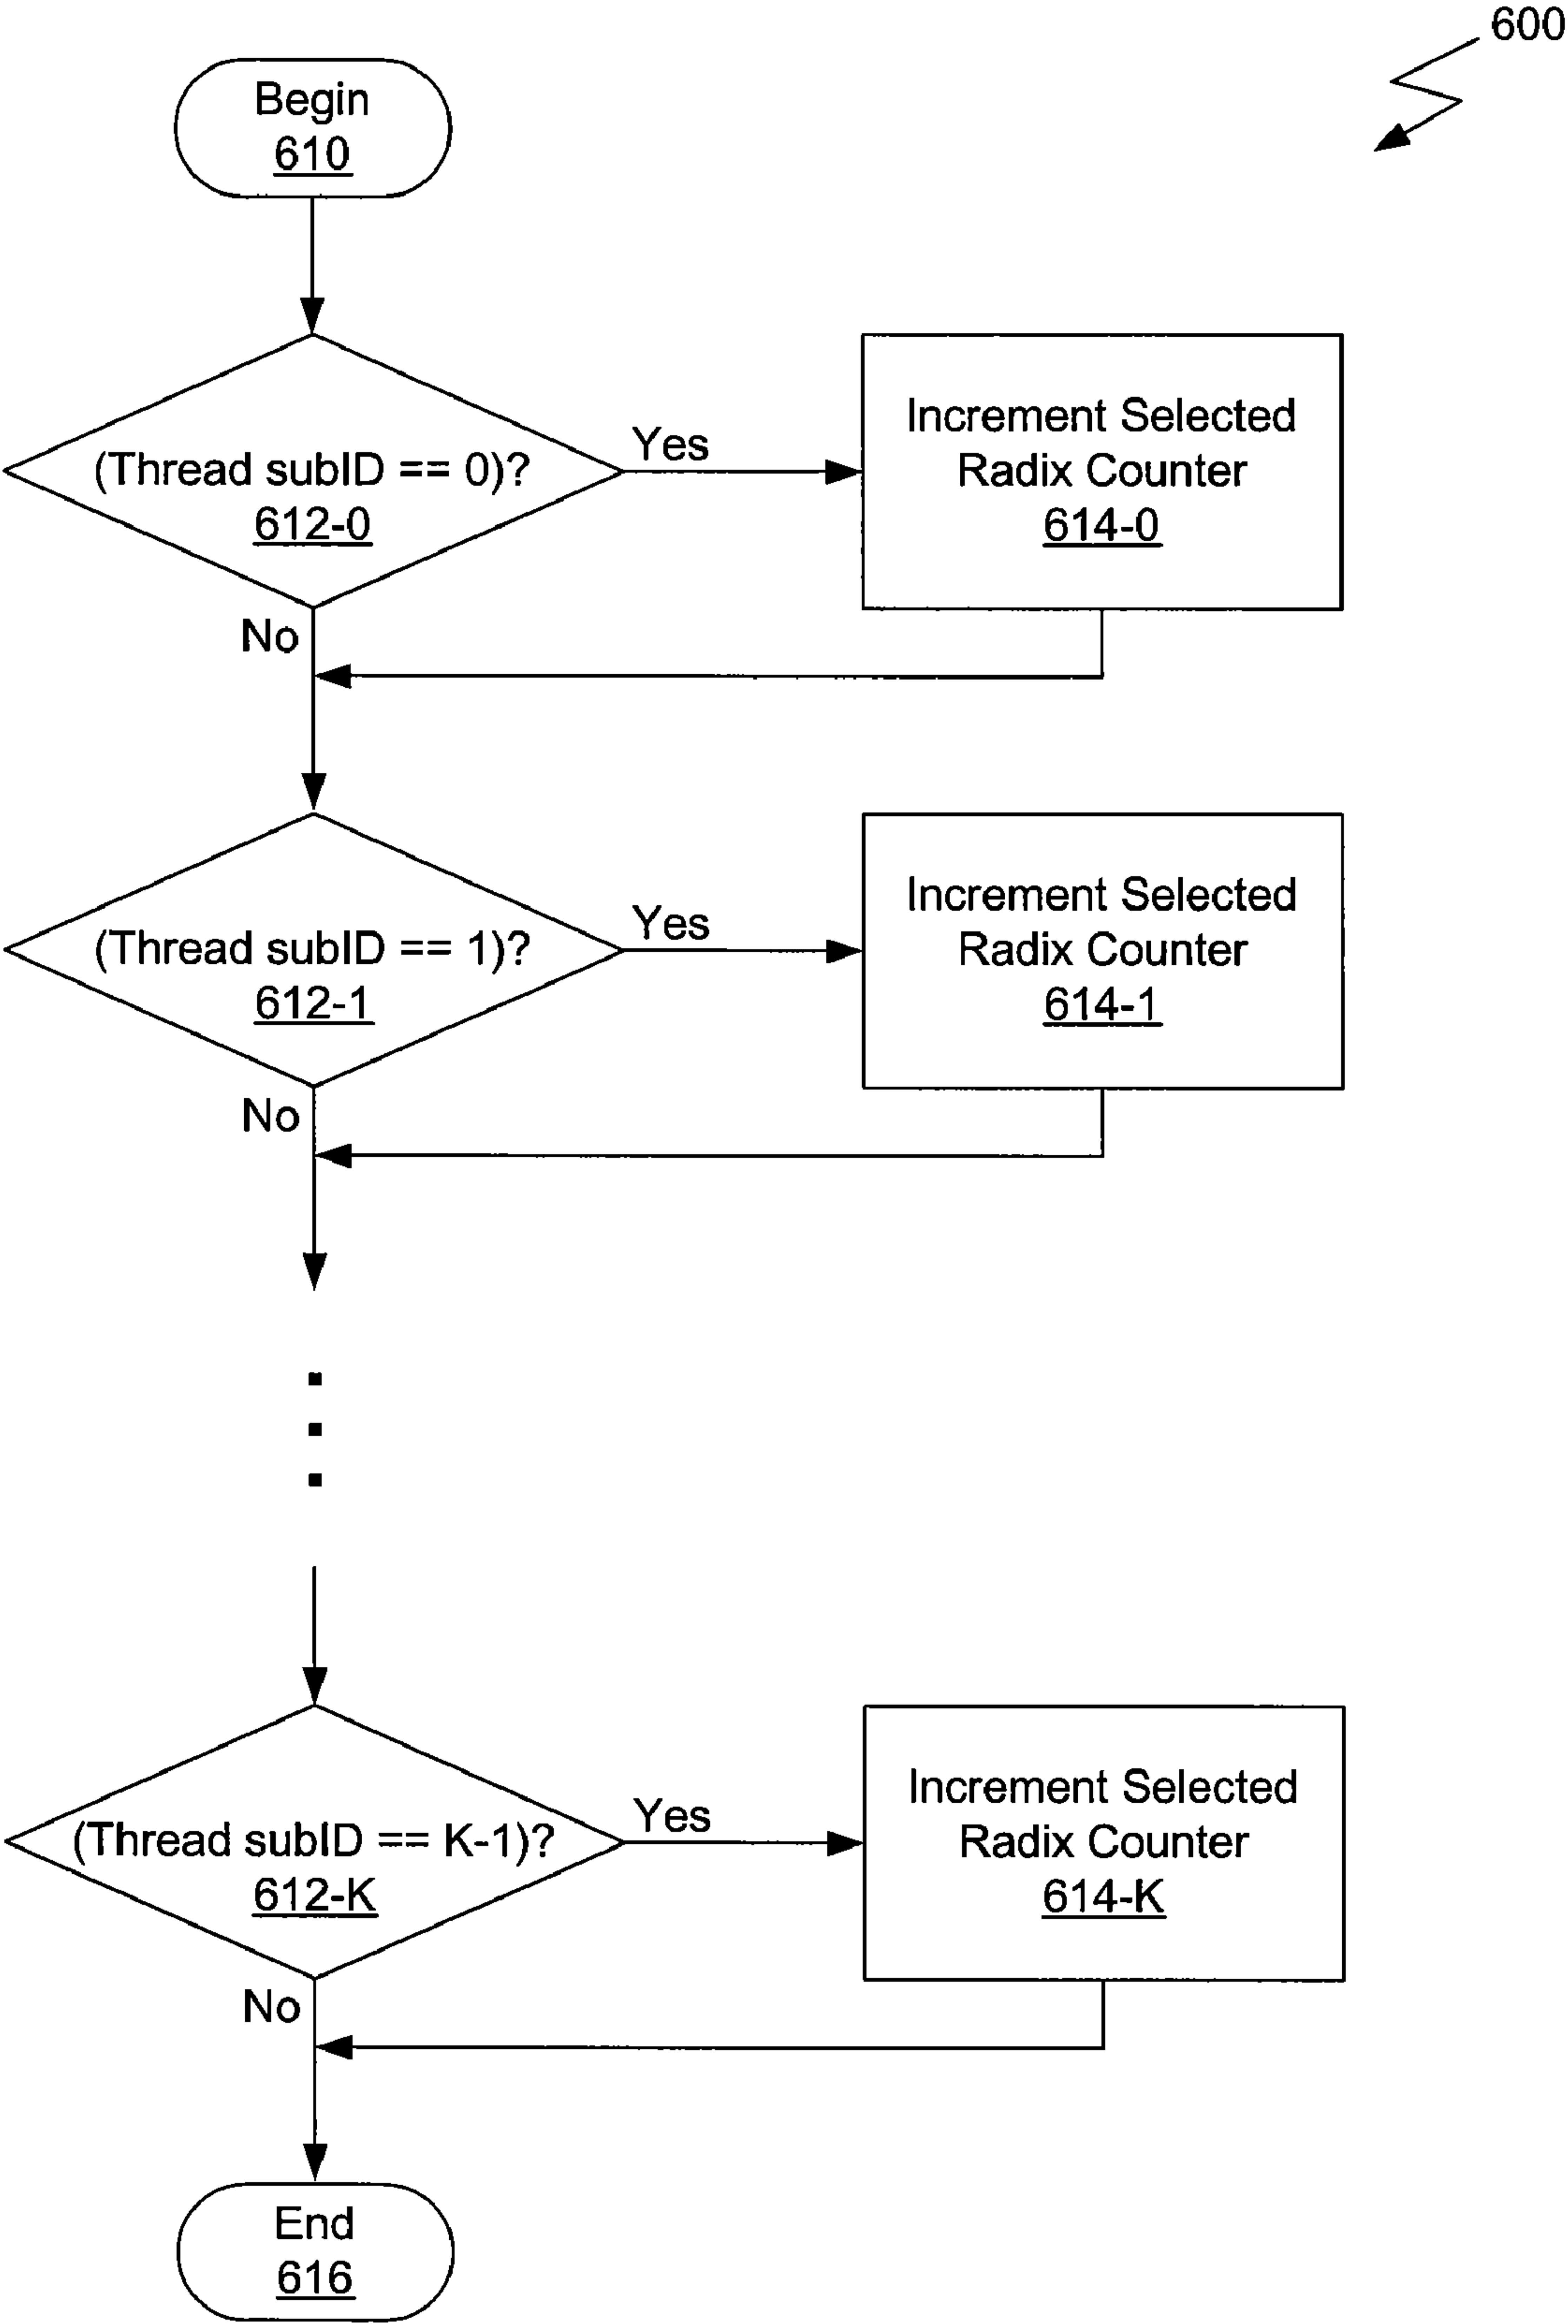 600
Begin
610
(Thread subID == 0)?
612-0
Yes
Increment Selected
Radix Counter
614-0
No
(Thread subID == 1)?
612-1
Yes
Increment Selected
Radix Counter
614-1
No
(Thread subID == K-1)?
612-K
Yes
Increment Selected
Radix Counter
614-K
No
End
616